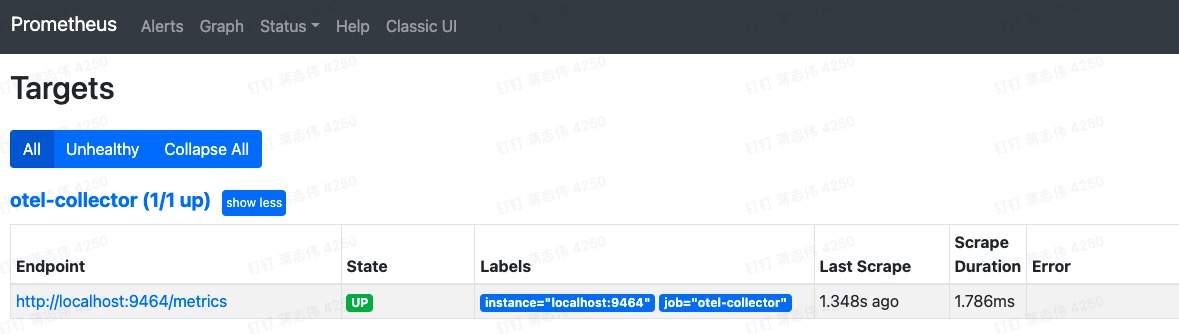 Prometheus Alerts Graph Status Help Classic UI
Targets
All Unhealthy Collapse All
otel-collector (1/1 up) show less
Endpoint State Labels Last Scrape Scrape Duration Error
http://localhost:9464/metrics UP instance="localhost:9464" job="otel-collector" 1.348s ago 1.786ms
钉钉 蒋志伟 4250